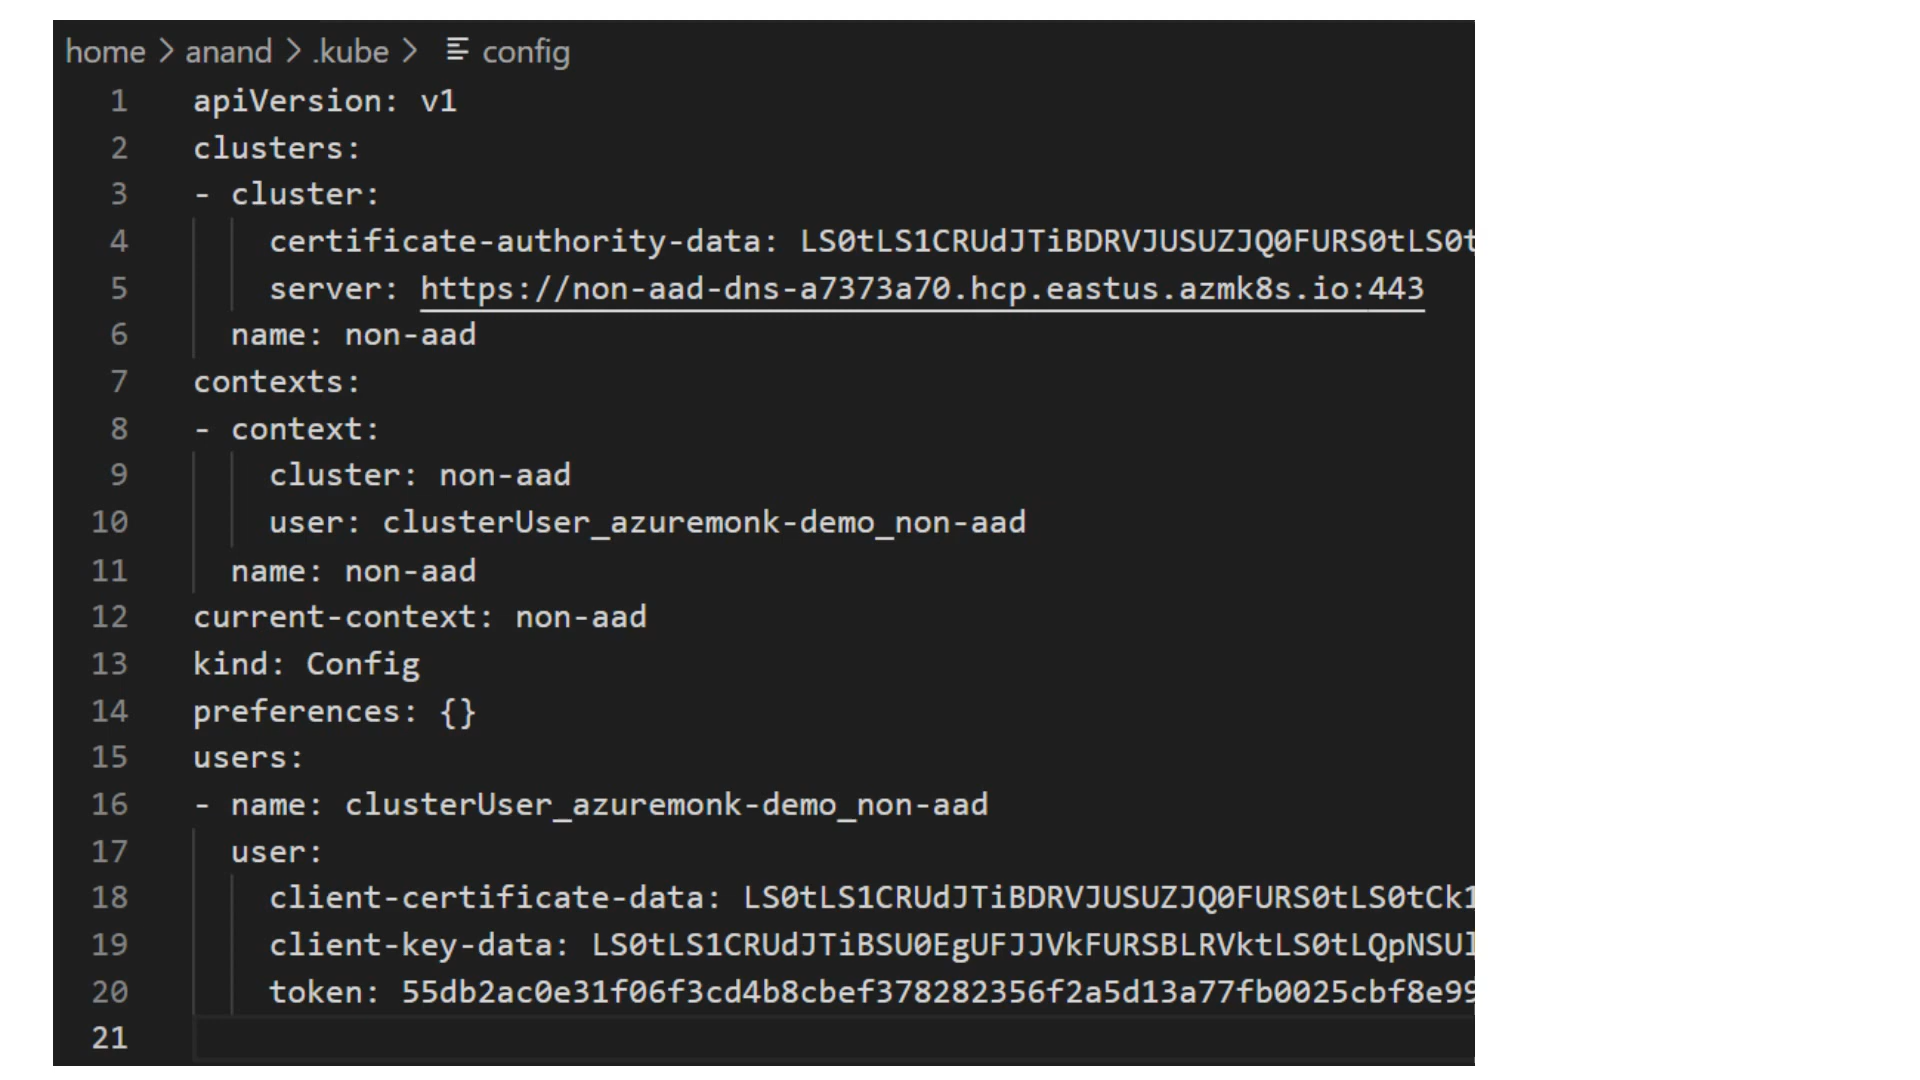 home > anand > .kube > config
1 apiVersion: v1
2 clusters:
3 - cluster:
4 certificate-authority-data: LS0tLS1CRUdJTiBDRVJUSUZJQ0FURS0tLS0t
5 server: https://non-aad-dns-a7373a70.hcp.eastus.azmk8s.io:443
6 name: non-aad
7 contexts:
8 - context:
9 cluster: non-aad
10 user: clusterUser_azuremonk-demo_non-aad
11 name: non-aad
12 current-context: non-aad
13 kind: Config
14 preferences: {}
15 users:
16 - name: clusterUser_azuremonk-demo_non-aad
17 user:
18 client-certificate-data: LS0tLS1CRUdJTiBDRVJUSUZJQ0FURS0tLS0tCk1
19 client-key-data: LS0tLS1CRUdJTiBSU0EgUFJJVkFURSBLRVktLS0tLQpNSUl
20 token: 55db2ac0e31f06f3cd4b8cbef378282356f2a5d13a77fb0025cbf8e99
21